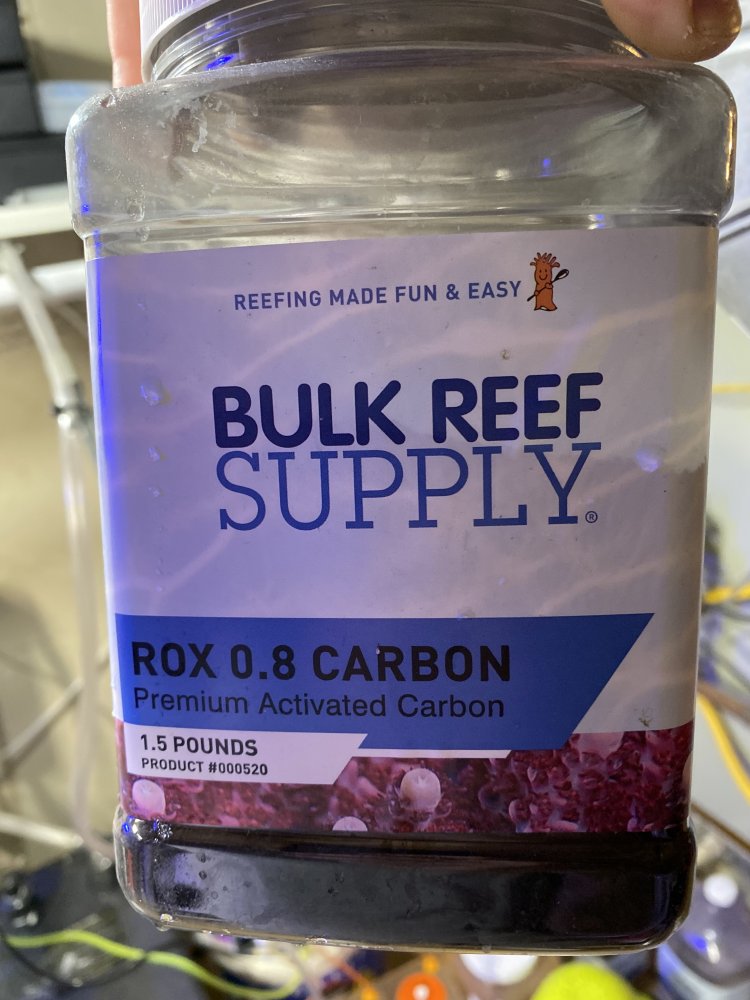 REEFING MADE FUN & EASY
BULK REEF
SUPPLY®
ROX 0.8 CARBON
Premium Activated Carbon
1.5 POUNDS
PRODUCT #000520